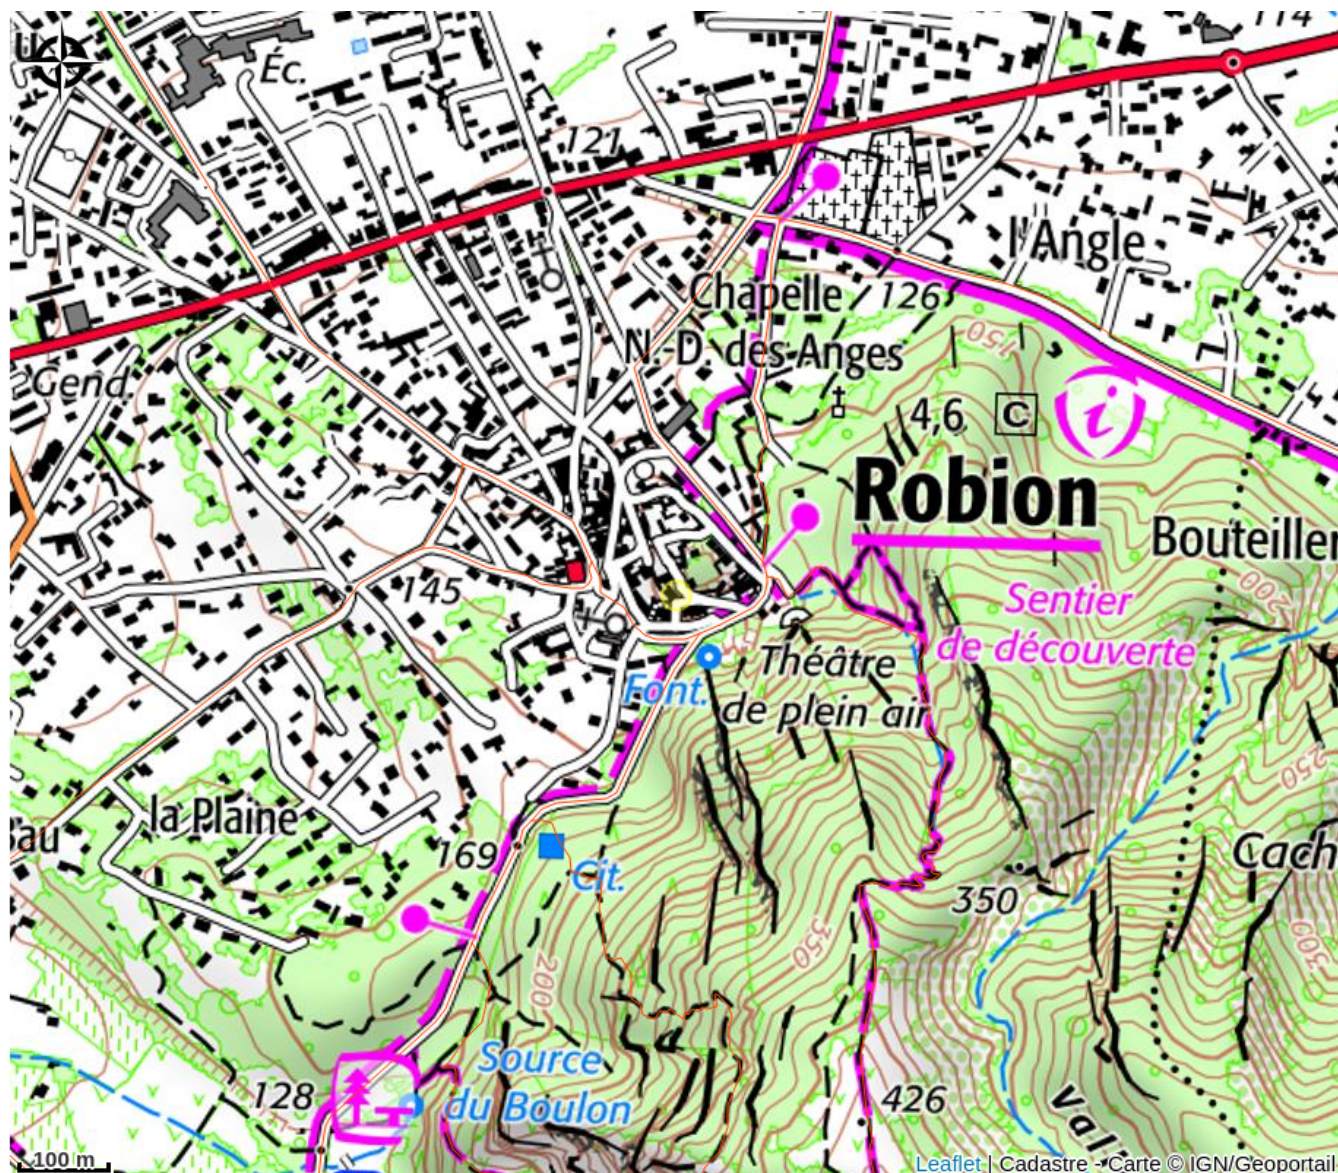 114
Éc.
121
l'Angle
Chapelle
126
N.-D. des Anges
150
Gend.
4,6
C
i
Robion
Bouteiller
145
200
Sentier
de découverte
Théâtre
Font.
de plein air
250
la Plaine
au
169
Cach
Cit.
350
350
300
200
Source
128
du Boulon
426
Val
100 m
Leaflet | Cadastre - Carte © IGN/Geoportail